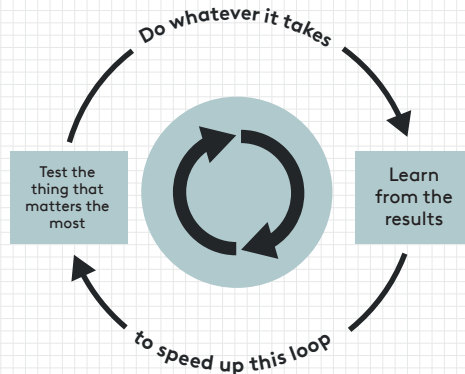 Do whatever it takes
Test the
thing that
matters the
most
Learn
from the
results
to speed up this loop